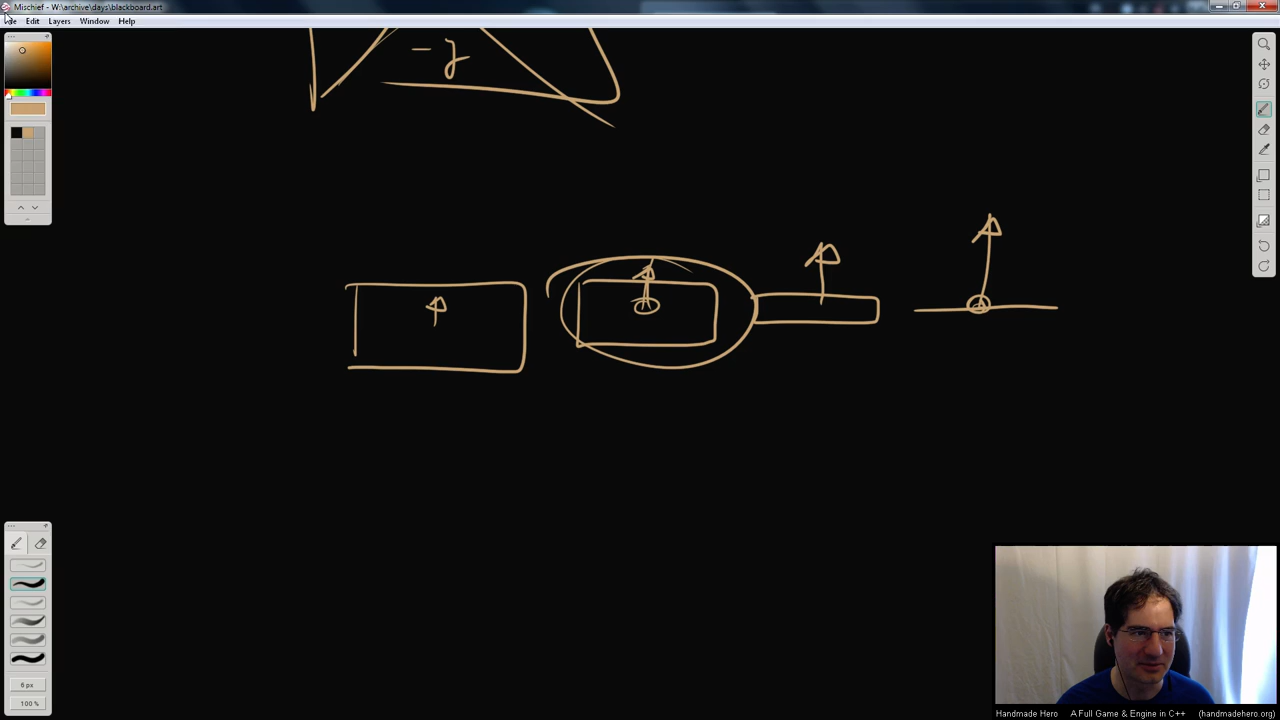 Mischief - W:\archive\days\blackboard.art
File Edit Layers Window Help
- z
6 px
100 %
Handmade Hero A Full Game & Engine in C++ (handmadehero.org)